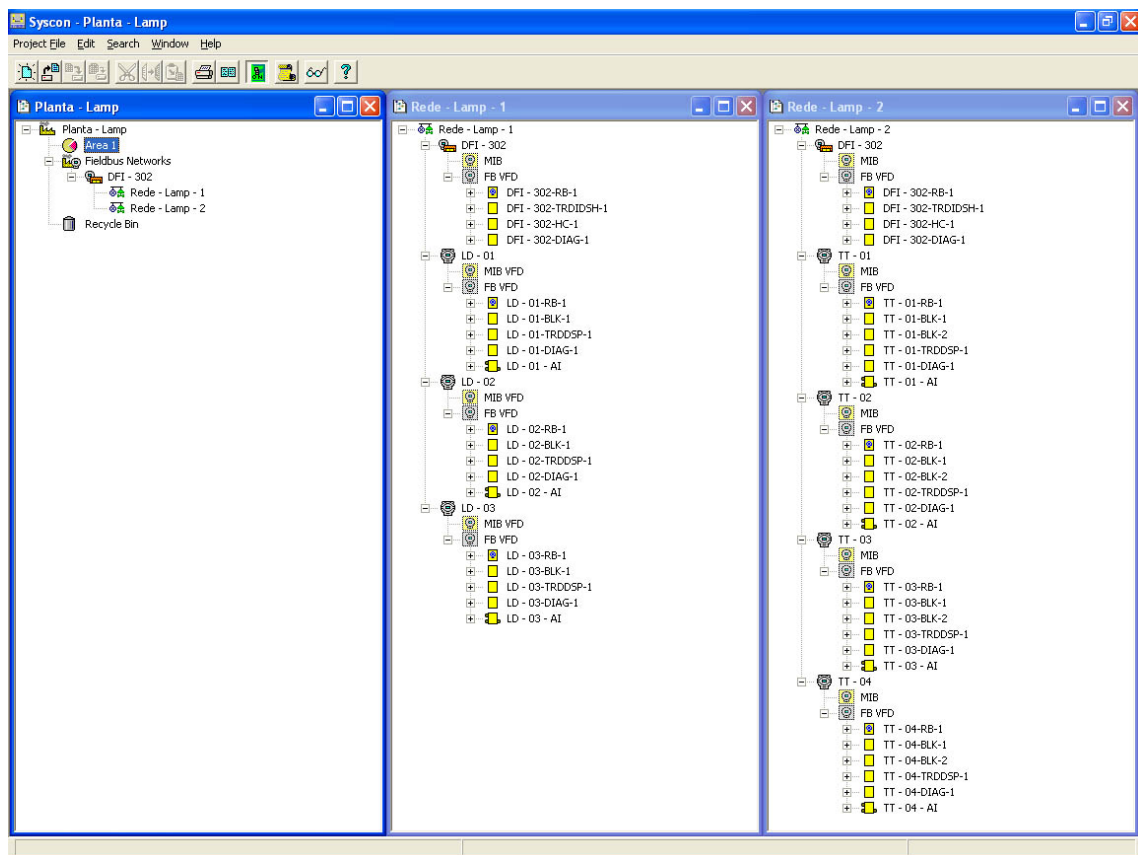 Syscon - Planta - Lamp
Project File Edit Search Window Help
Planta - Lamp
Planta - Lamp
Area 1
Fieldbus Networks
DFI - 302
Rede - Lamp - 1
Rede - Lamp - 2
Recycle Bin
Rede - Lamp - 1
Rede - Lamp - 1
DFI - 302
MIB
FB VFD
DFI - 302-RB-1
DFI - 302-TRDIDSH-1
DFI - 302-HC-1
DFI - 302-DIAG-1
LD - 01
MIB VFD
FB VFD
LD - 01-RB-1
LD - 01-BLK-1
LD - 01-TRDDSP-1
LD - 01-DIAG-1
LD - 01 - AI
LD - 02
MIB VFD
FB VFD
LD - 02-RB-1
LD - 02-BLK-1
LD - 02-TRDDSP-1
LD - 02-DIAG-1
LD - 02 - AI
LD - 03
MIB VFD
FB VFD
LD - 03-RB-1
LD - 03-BLK-1
LD - 03-TRDDSP-1
LD - 03-DIAG-1
LD - 03 - AI
Rede - Lamp - 2
Rede - Lamp - 2
DFI - 302
MIB
FB VFD
DFI - 302-RB-1
DFI - 302-TRDIDSH-1
DFI - 302-HC-1
DFI - 302-DIAG-1
TT - 01
MIB
FB VFD
TT - 01-RB-1
TT - 01-BLK-1
TT - 01-BLK-2
TT - 01-TRDDSP-1
TT - 01-DIAG-1
TT - 01 - AI
TT - 02
MIB
FB VFD
TT - 02-RB-1
TT - 02-BLK-1
TT - 02-BLK-2
TT - 02-TRDDSP-1
TT - 02-DIAG-1
TT - 02 - AI
TT - 03
MIB
FB VFD
TT - 03-RB-1
TT - 03-BLK-1
TT - 03-BLK-2
TT - 03-TRDDSP-1
TT - 03-DIAG-1
TT - 03 - AI
TT - 04
MIB
FB VFD
TT - 04-RB-1
TT - 04-BLK-1
TT - 04-BLK-2
TT - 04-TRDDSP-1
TT - 04-DIAG-1
TT - 04 - AI